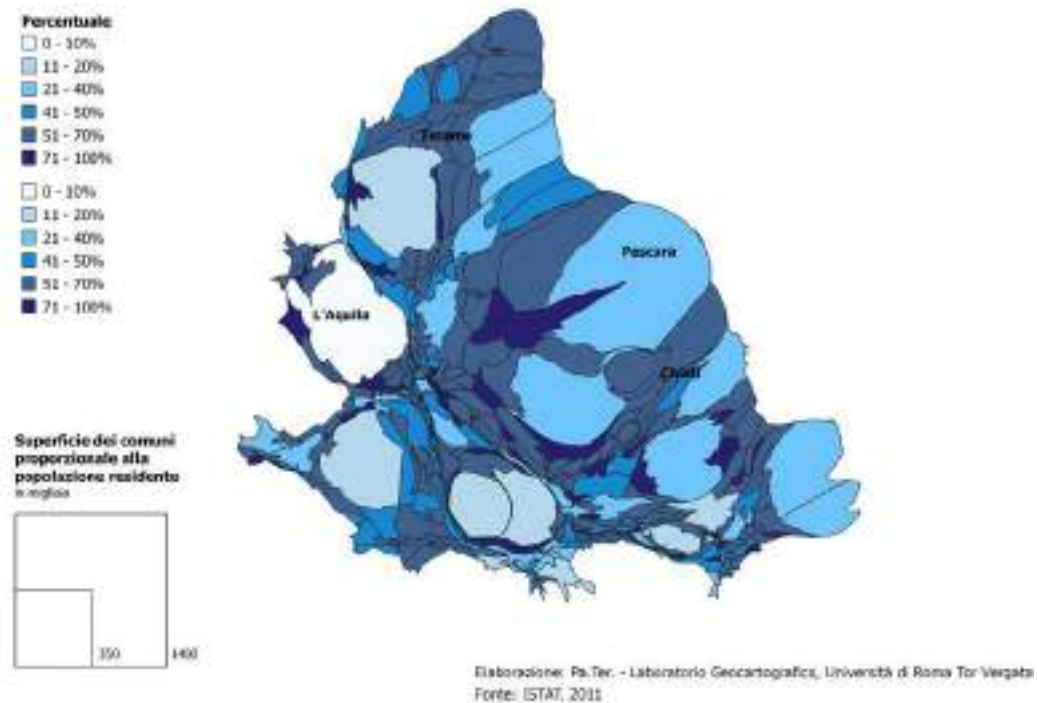 Percentuale
0 - 10%
11 - 20%
21 - 40%
41 - 50%
51 - 70%
71 - 100%
0 - 10%
11 - 20%
21 - 40%
41 - 50%
51 - 70%
71 - 100%
Teramo
Pescara
L'Aquila
Chieti
Superficie dei comuni
proporzionale alla
popolazione residente
in migliaia
350
1400
Elaborazione: Pa.Ter. - Laboratorio Geocartografico, Università di Roma Tor Vergata
Fonte: ISTAT, 2011